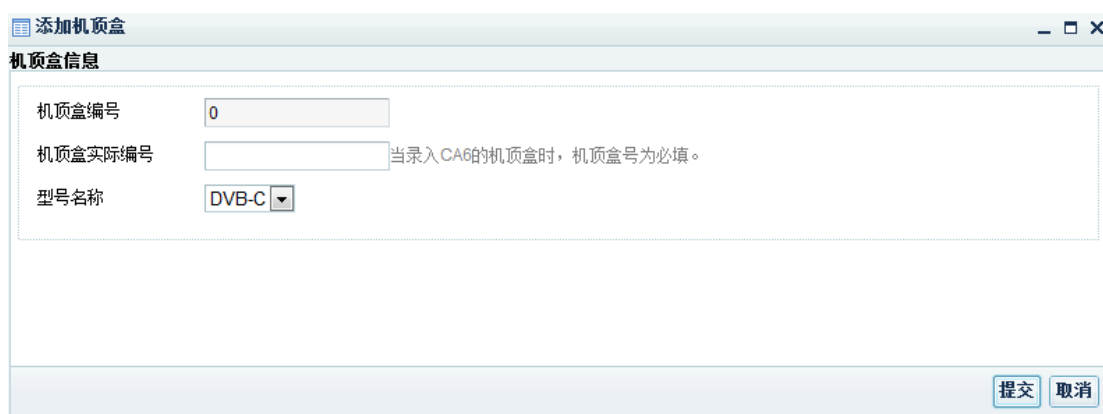 添加机顶盒
机顶盒信息
机顶盒编号 0
机顶盒实际编号 当录入CA6的机顶盒时，机顶盒号为必填。
型号名称 DVB-C
提交 取消